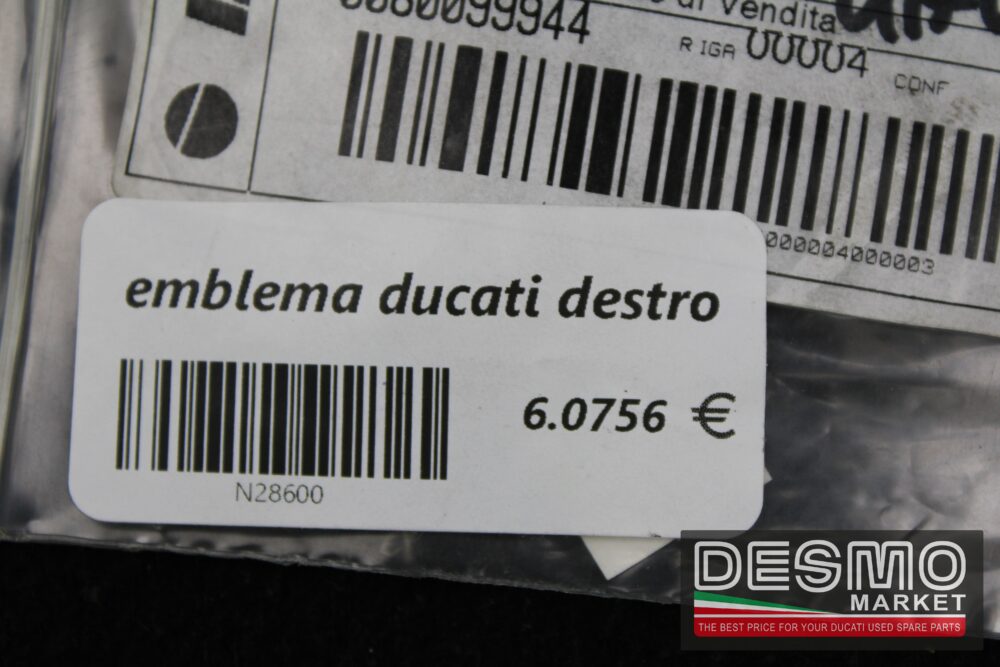 0080099944
di Vendita
RIGA 00004 CONF
000004000003
emblema ducati destro
6.0756 €
N28600
DESMO
MARKET
THE BEST PRICE FOR YOUR DUCATI USED SPARE PARTS